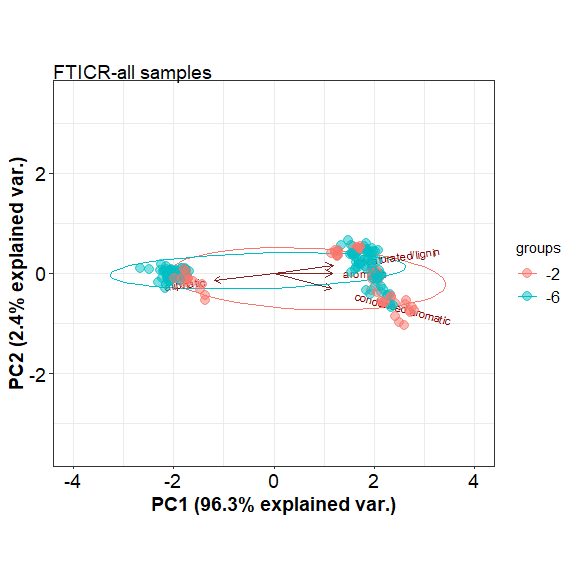 FTICR-all samples
PC2 (2.4% explained var.)
2
0
-2
-4
-2
0
2
4
PC1 (96.3% explained var.)
groups
-2
-6